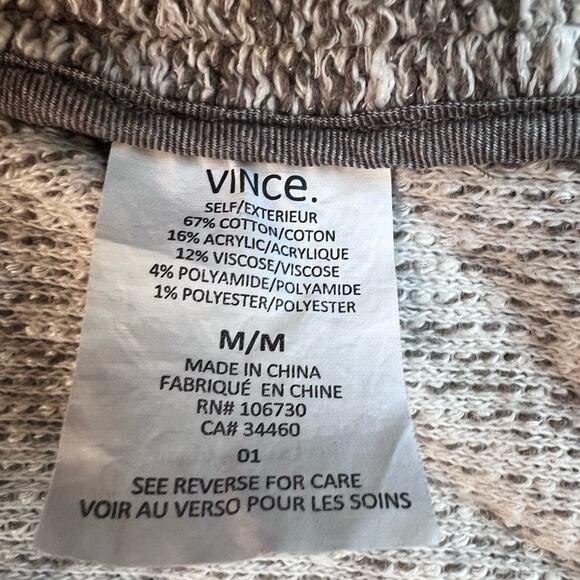 VINCE.
SELF/EXTERIEUR
67% COTTON/COTON
16% ACRYLIC/ACRYLIQUE
12% VISCOSE/VISCOSE
4% POLYAMIDE/POLYAMIDE
1% POLYESTER/POLYESTER
M/M
MADE IN CHINA
FABRIQUÉ EN CHINE
RN# 106730
CA# 34460
01
SEE REVERSE FOR CARE
VOIR AU VERSO POUR LES SOINS